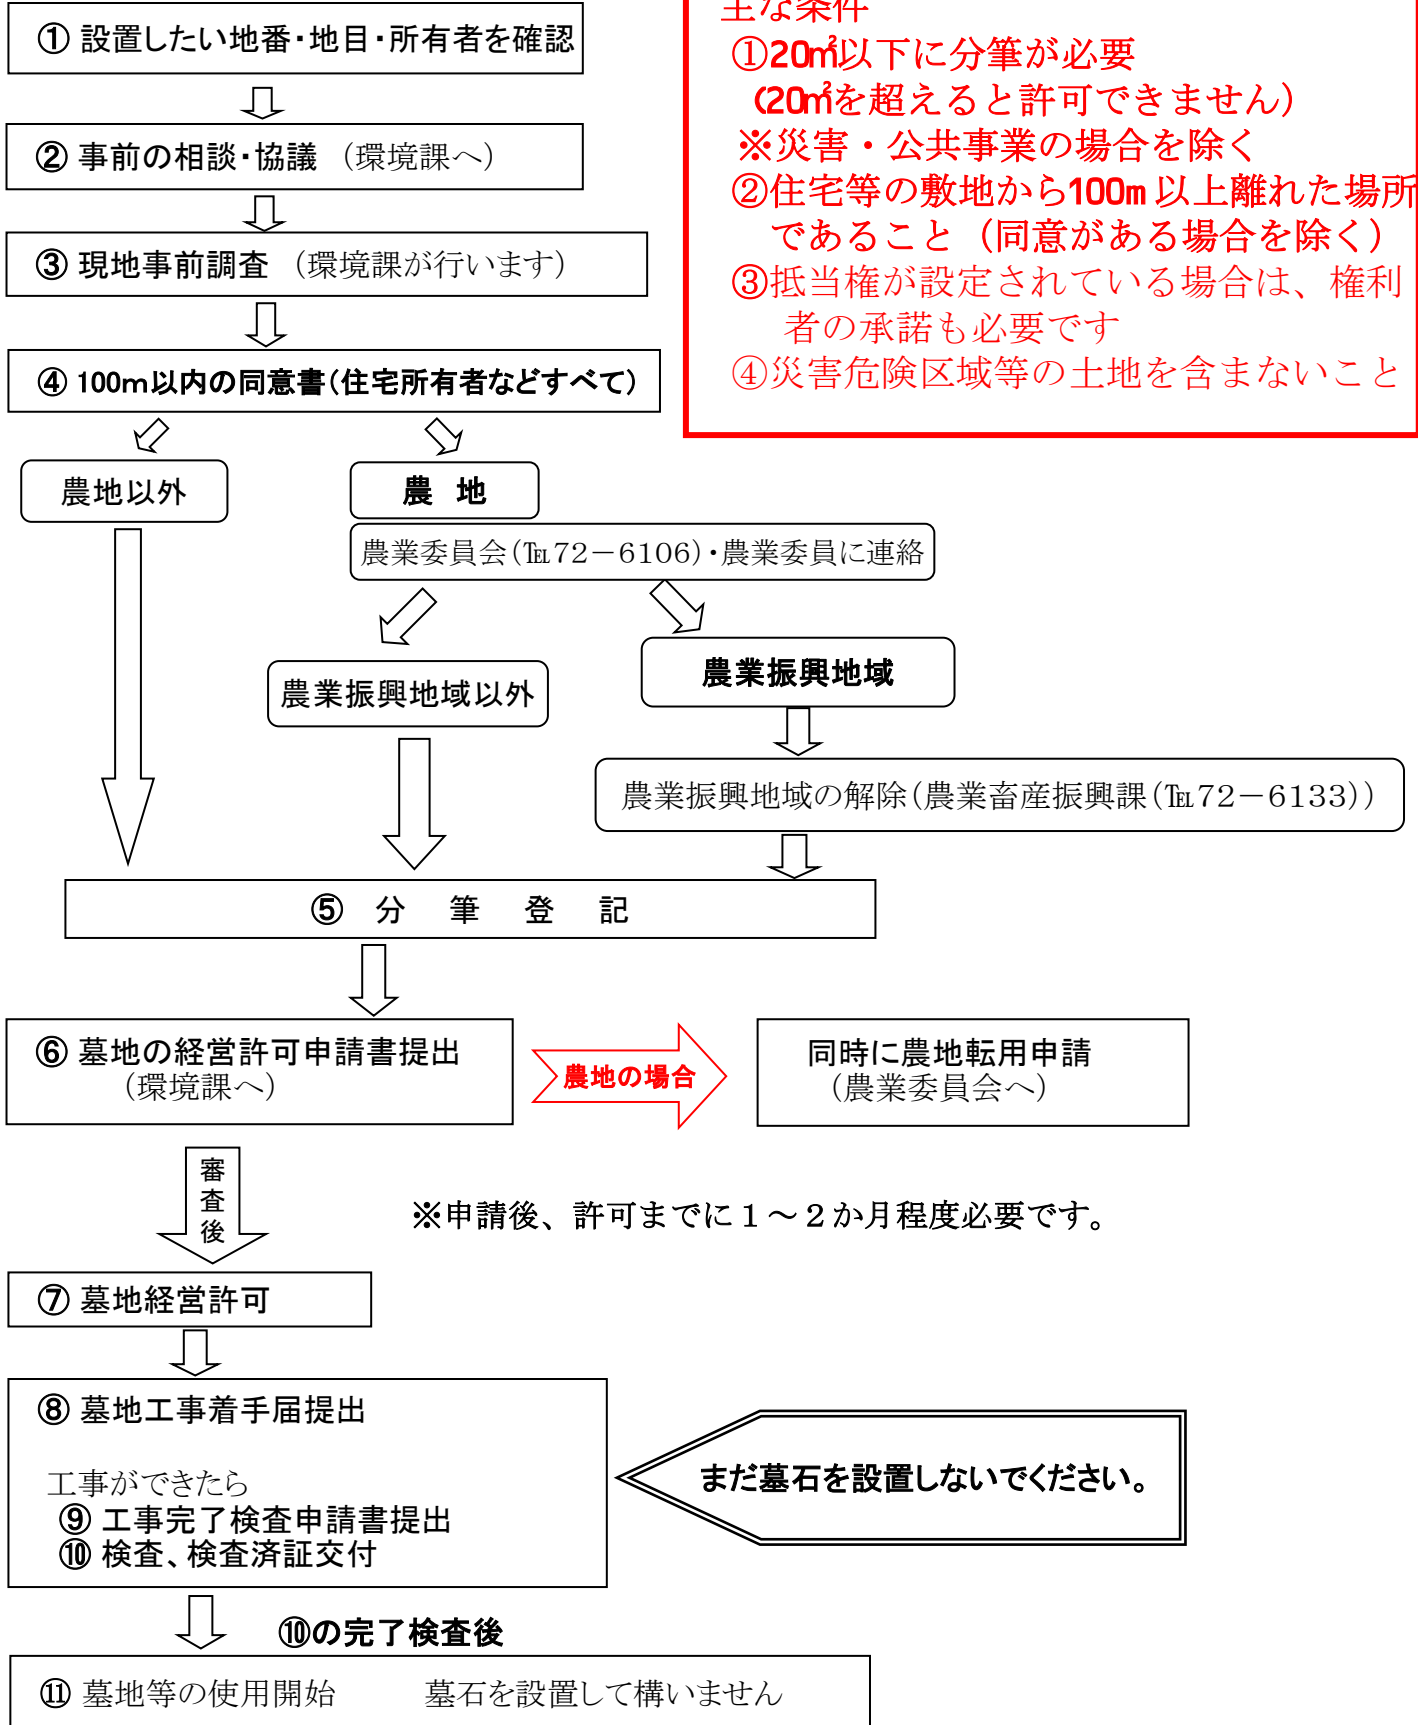 ① 設置したい地番・地目・所有者を確認
② 事前の相談・協議 （環境課へ）
③ 現地事前調査 （環境課が行います）
④ 100ｍ以内の同意書（住宅所有者などすべて）
主な条件
①20㎡以下に分筆が必要
(20㎡を超えると許可できません）
※災害・公共事業の場合を除く
②住宅等の敷地から100m 以上離れた場所
であること（同意がある場合を除く）
③抵当権が設定されている場合は、権利
者の承諾も必要です
④災害危険区域等の土地を含まないこと
農地以外
農 地
農業委員会（℡72－6106）・農業委員に連絡
農業振興地域以外
農業振興地域
農業振興地域の解除（農業畜産振興課（℡72－6133））
⑤ 分 筆 登 記
⑥ 墓地の経営許可申請書提出
（環境課へ）
農地の場合
同時に農地転用申請
（農業委員会へ）
審査後
※申請後、許可までに１～２か月程度必要です。
⑦ 墓地経営許可
⑧ 墓地工事着手届提出
工事ができたら
⑨ 工事完了検査申請書提出
⑩ 検査、検査済証交付
まだ墓石を設置しないでください。
⑩の完了検査後
⑪ 墓地等の使用開始 墓石を設置して構いません